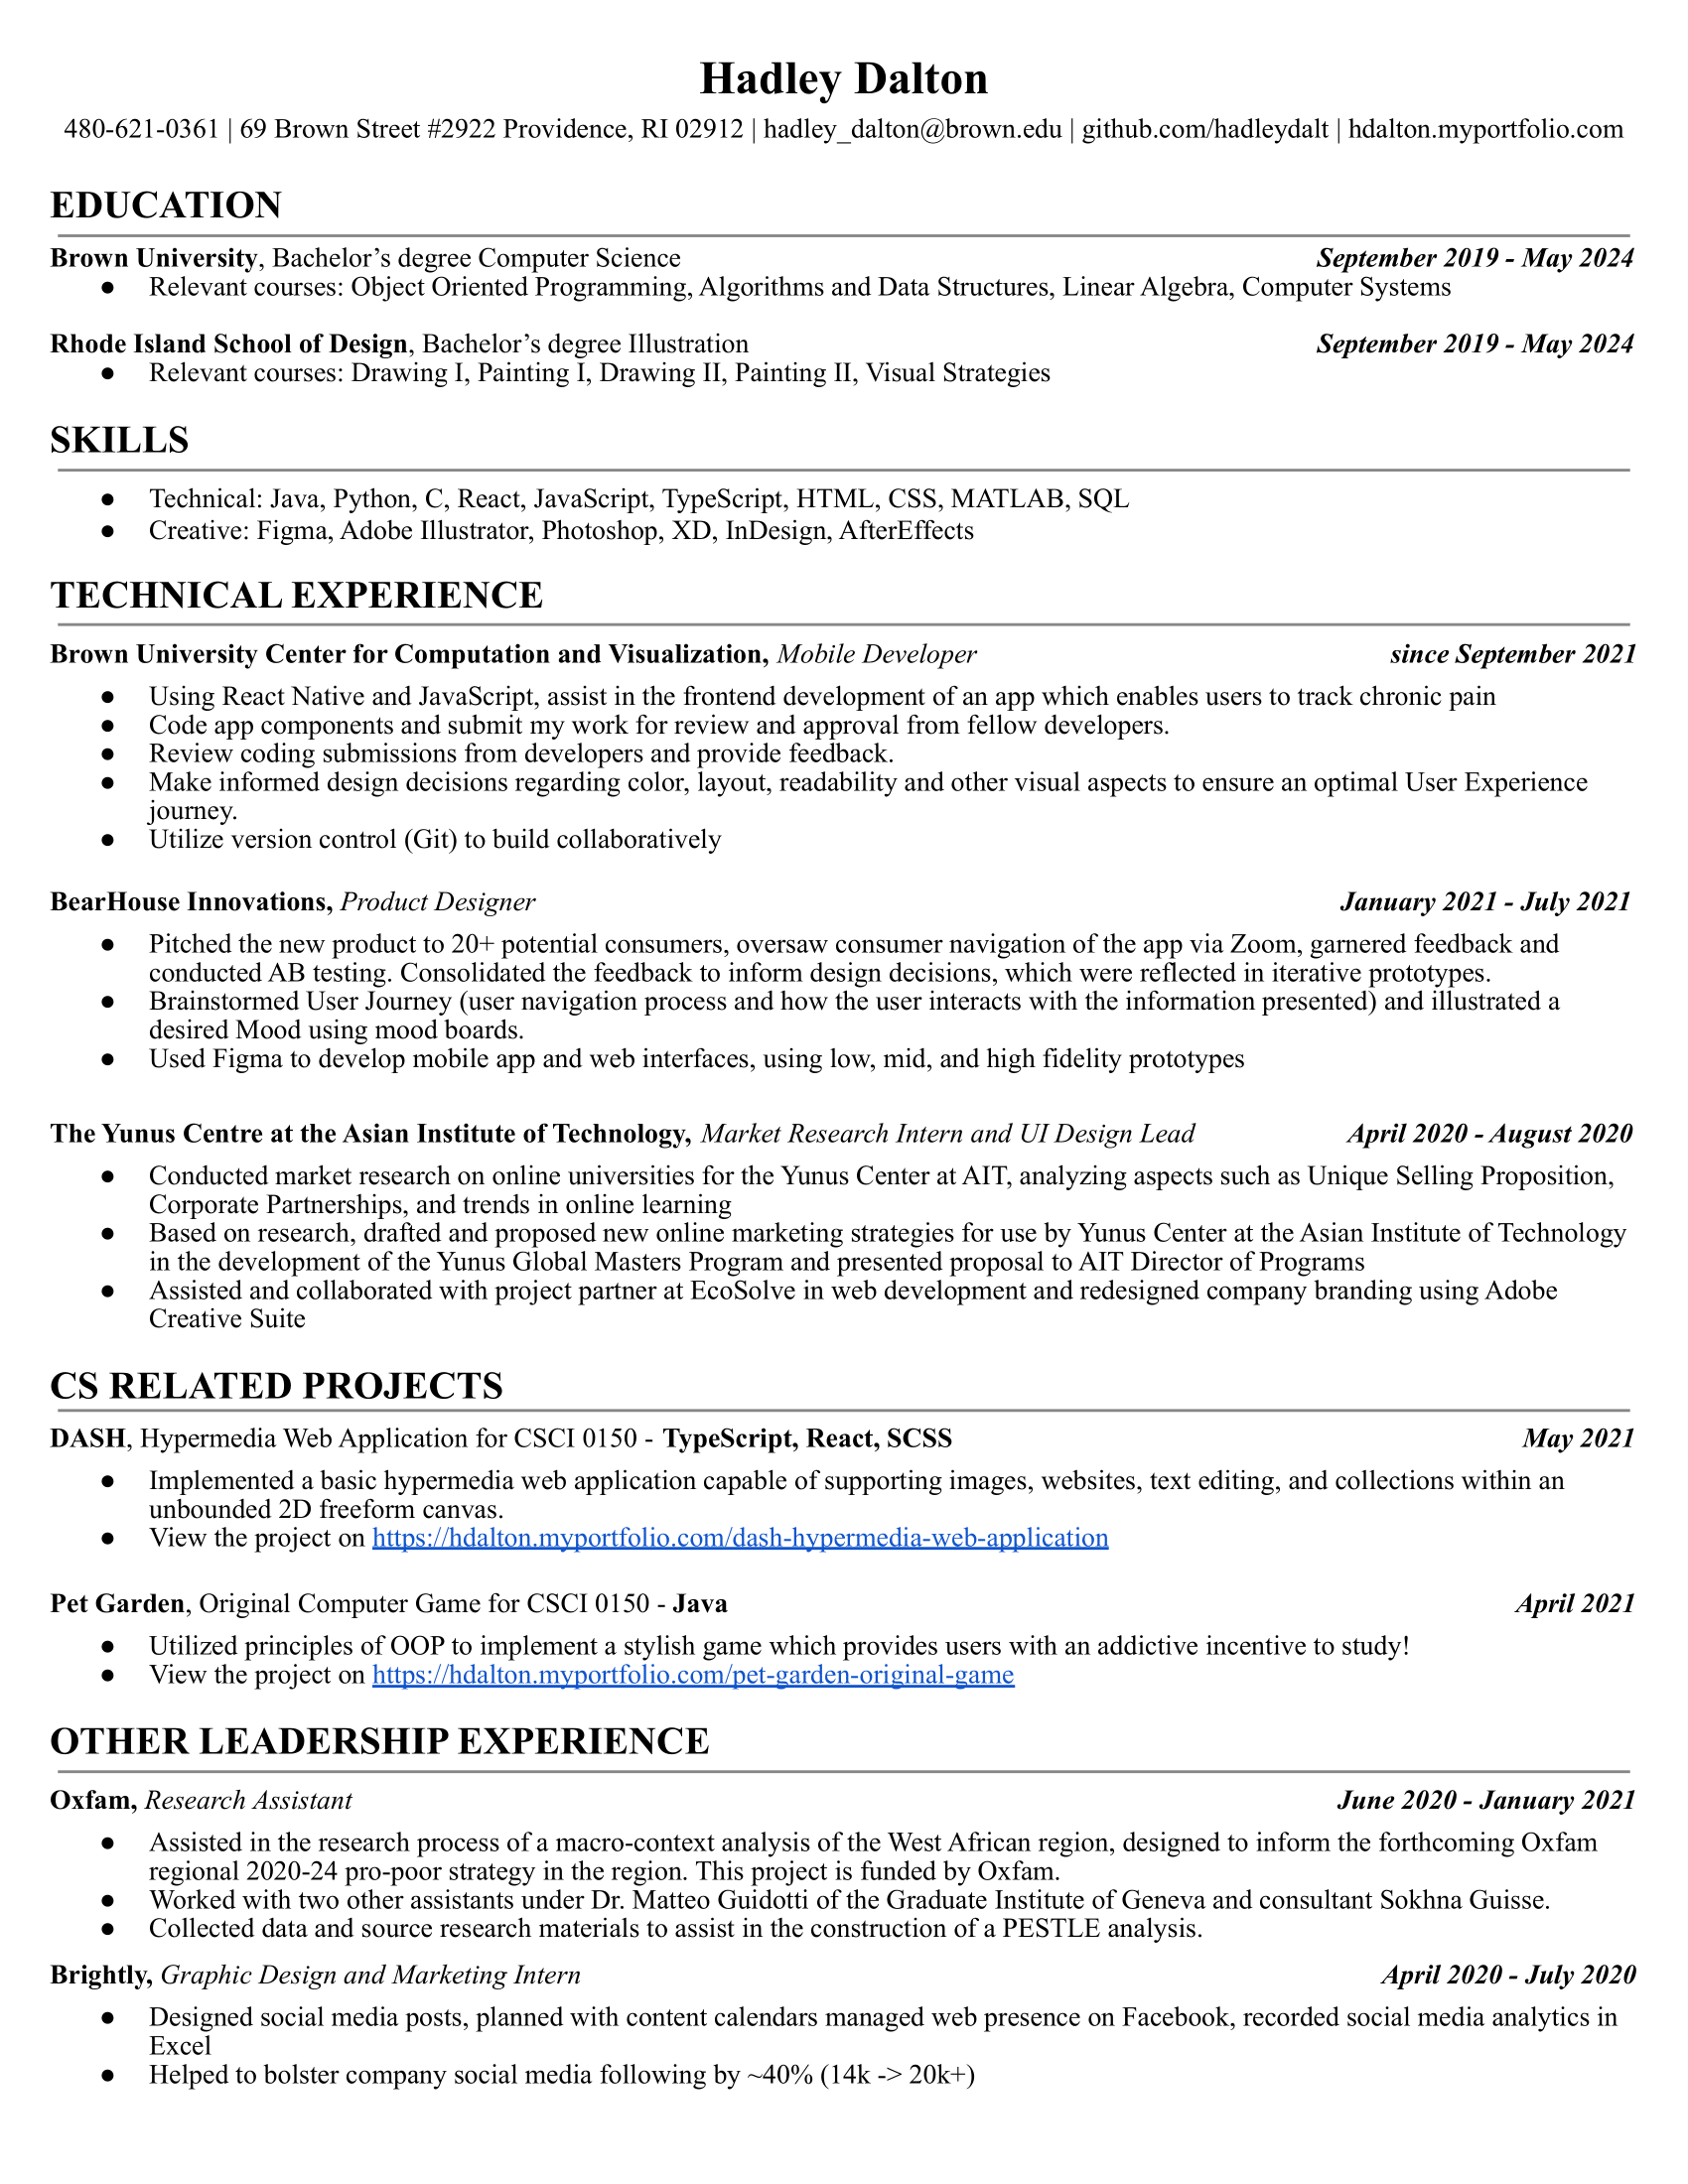 Hadley Dalton
480-621-0361 | 69 Brown Street #2922 Providence, RI 02912 | hadley_dalton@brown.edu | github.com/hadleydalt | hdalton.myportfolio.com
EDUCATION
Brown University, Bachelor’s degree Computer Science September 2019 - May 2024
● Relevant courses: Object Oriented Programming, Algorithms and Data Structures, Linear Algebra, Computer Systems
Rhode Island School of Design, Bachelor’s degree Illustration September 2019 - May 2024
● Relevant courses: Drawing I, Painting I, Drawing II, Painting II, Visual Strategies
SKILLS
● Technical: Java, Python, C, React, JavaScript, TypeScript, HTML, CSS, MATLAB, SQL
● Creative: Figma, Adobe Illustrator, Photoshop, XD, InDesign, AfterEffects
TECHNICAL EXPERIENCE
Brown University Center for Computation and Visualization, Mobile Developer since September 2021
● Using React Native and JavaScript, assist in the frontend development of an app which enables users to track chronic pain
● Code app components and submit my work for review and approval from fellow developers.
● Review coding submissions from developers and provide feedback.
● Make informed design decisions regarding color, layout, readability and other visual aspects to ensure an optimal User Experience
journey.
● Utilize version control (Git) to build collaboratively
BearHouse Innovations, Product Designer January 2021 - July 2021
● Pitched the new product to 20+ potential consumers, oversaw consumer navigation of the app via Zoom, garnered feedback and
conducted AB testing. Consolidated the feedback to inform design decisions, which were reflected in iterative prototypes.
● Brainstormed User Journey (user navigation process and how the user interacts with the information presented) and illustrated a
desired Mood using mood boards.
● Used Figma to develop mobile app and web interfaces, using low, mid, and high fidelity prototypes
The Yunus Centre at the Asian Institute of Technology, Market Research Intern and UI Design Lead April 2020 - August 2020
● Conducted market research on online universities for the Yunus Center at AIT, analyzing aspects such as Unique Selling Proposition,
Corporate Partnerships, and trends in online learning
● Based on research, drafted and proposed new online marketing strategies for use by Yunus Center at the Asian Institute of Technology
in the development of the Yunus Global Masters Program and presented proposal to AIT Director of Programs
● Assisted and collaborated with project partner at EcoSolve in web development and redesigned company branding using Adobe
Creative Suite
CS RELATED PROJECTS
DASH, Hypermedia Web Application for CSCI 0150 - TypeScript, React, SCSS May 2021
● Implemented a basic hypermedia web application capable of supporting images, websites, text editing, and collections within an
unbounded 2D freeform canvas.
● View the project on https://hdalton.myportfolio.com/dash-hypermedia-web-application
Pet Garden, Original Computer Game for CSCI 0150 - Java April 2021
● Utilized principles of OOP to implement a stylish game which provides users with an addictive incentive to study!
● View the project on https://hdalton.myportfolio.com/pet-garden-original-game
OTHER LEADERSHIP EXPERIENCE
Oxfam, Research Assistant June 2020 - January 2021
● Assisted in the research process of a macro-context analysis of the West African region, designed to inform the forthcoming Oxfam
regional 2020-24 pro-poor strategy in the region. This project is funded by Oxfam.
● Worked with two other assistants under Dr. Matteo Guidotti of the Graduate Institute of Geneva and consultant Sokhna Guisse.
● Collected data and source research materials to assist in the construction of a PESTLE analysis.
Brightly, Graphic Design and Marketing Intern April 2020 - July 2020
● Designed social media posts, planned with content calendars managed web presence on Facebook, recorded social media analytics in
Excel
● Helped to bolster company social media following by ~40% (14k -> 20k+)